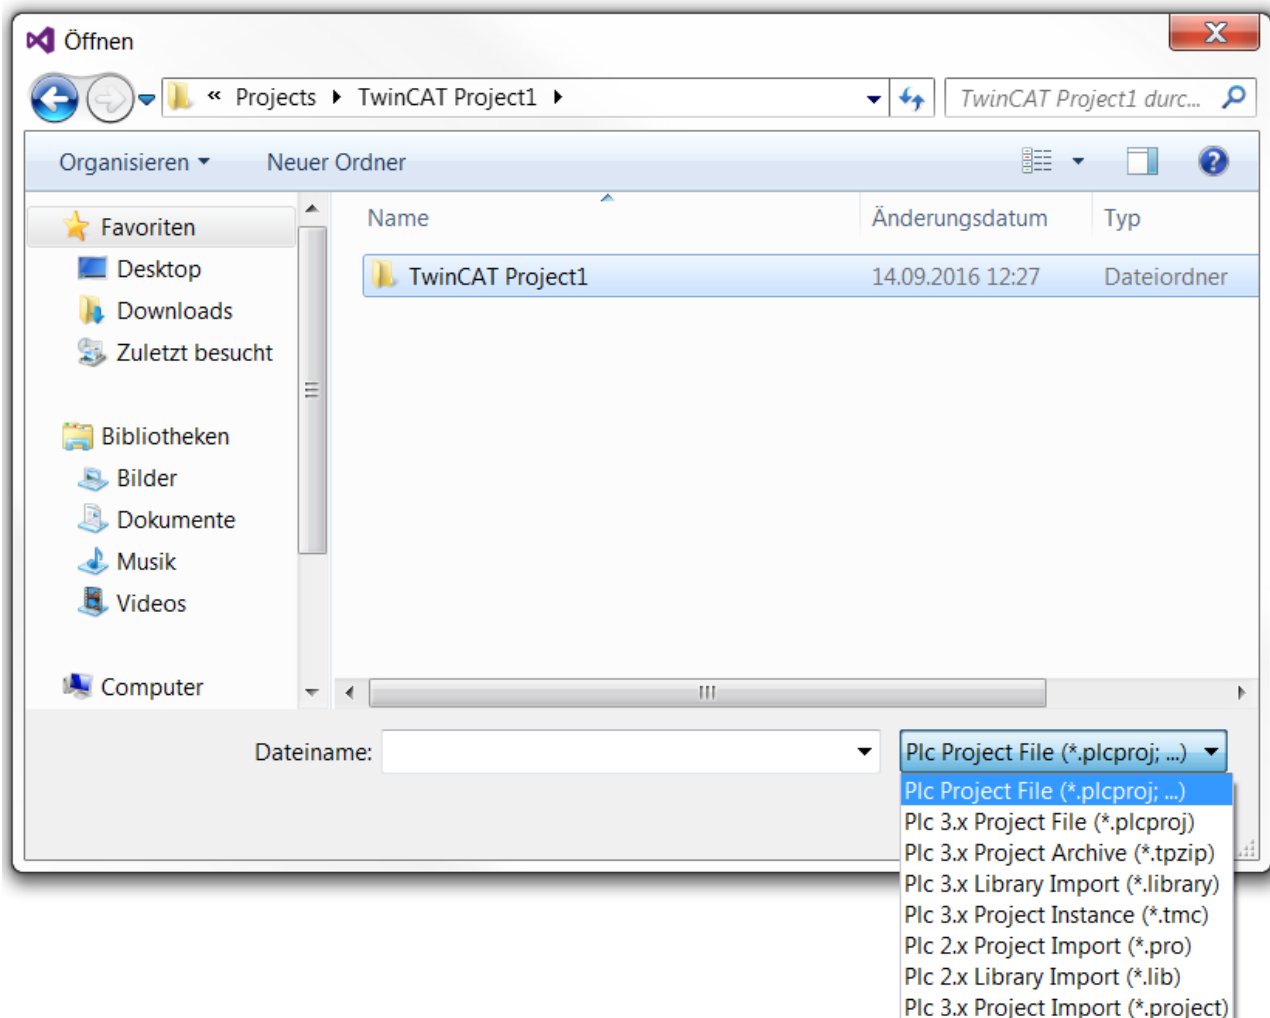 Öffnen
« Projects TwinCAT Project1
TwinCAT Project1 durc...
Organisieren Neuer Ordner
Favoriten
Desktop
Downloads
Zuletzt besucht
Bibliotheken
Bilder
Dokumente
Musik
Videos
Computer
Name Änderungsdatum Typ
TwinCAT Project1 14.09.2016 12:27 Dateiordner
Dateiname:
Plc Project File (*.plcproj; ...)
Plc Project File (*.plcproj; ...)
Plc 3.x Project File (*.plcproj)
Plc 3.x Project Archive (*.tpzip)
Plc 3.x Library Import (*.library)
Plc 3.x Project Instance (*.tmc)
Plc 2.x Project Import (*.pro)
Plc 2.x Library Import (*.lib)
Plc 3.x Project Import (*.project)